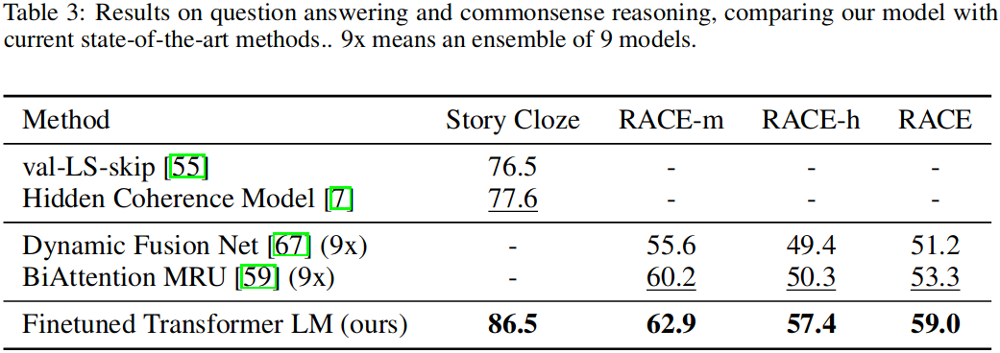 Table 3: Results on question answering and commonsense reasoning, comparing our model with
current state-of-the-art methods.. 9x means an ensemble of 9 models.
Method Story Cloze RACE-m RACE-h RACE
val-LS-skip [55] 76.5 - - -
Hidden Coherence Model [7] 77.6 - - -
Dynamic Fusion Net [67] (9x) - 55.6 49.4 51.2
BiAttention MRU [59] (9x) - 60.2 50.3 53.3
Finetuned Transformer LM (ours) 86.5 62.9 57.4 59.0